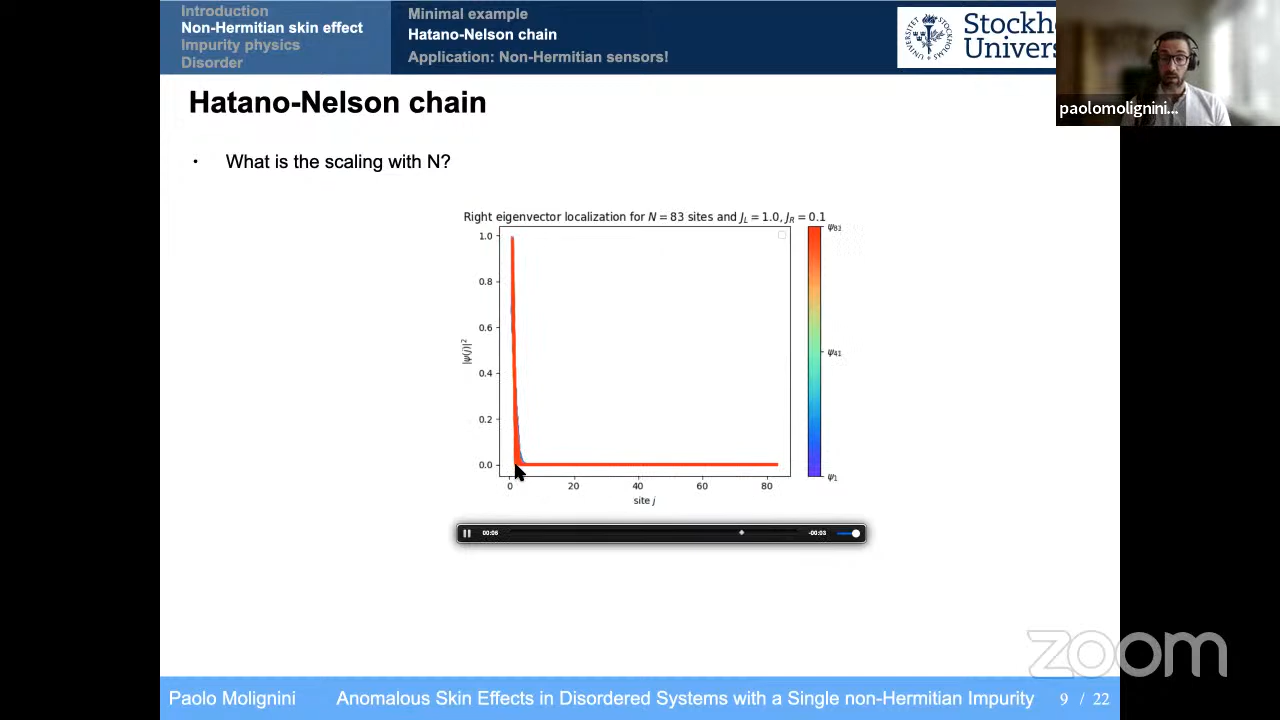 Introduction
Non-Hermitian skin effect
Impurity physics
Disorder
Minimal example
Hatano-Nelson chain
Application: Non-Hermitian sensors!
Stockho
Univers
paolomolignini...
Hatano-Nelson chain
• What is the scaling with N?
Right eigenvector localization for N = 83 sites and J_L = 1.0, J_R = 0.1
1.0
0.8
0.6
0.4
0.2
0.0
|ψ(j)|²
0 20 40 60 80
site j
ψ₈₃
ψ₄₁
ψ₁
00:06 -00:03
zoom
Paolo Molignini Anomalous Skin Effects in Disordered Systems with a Single non-Hermitian Impurity 9 / 22